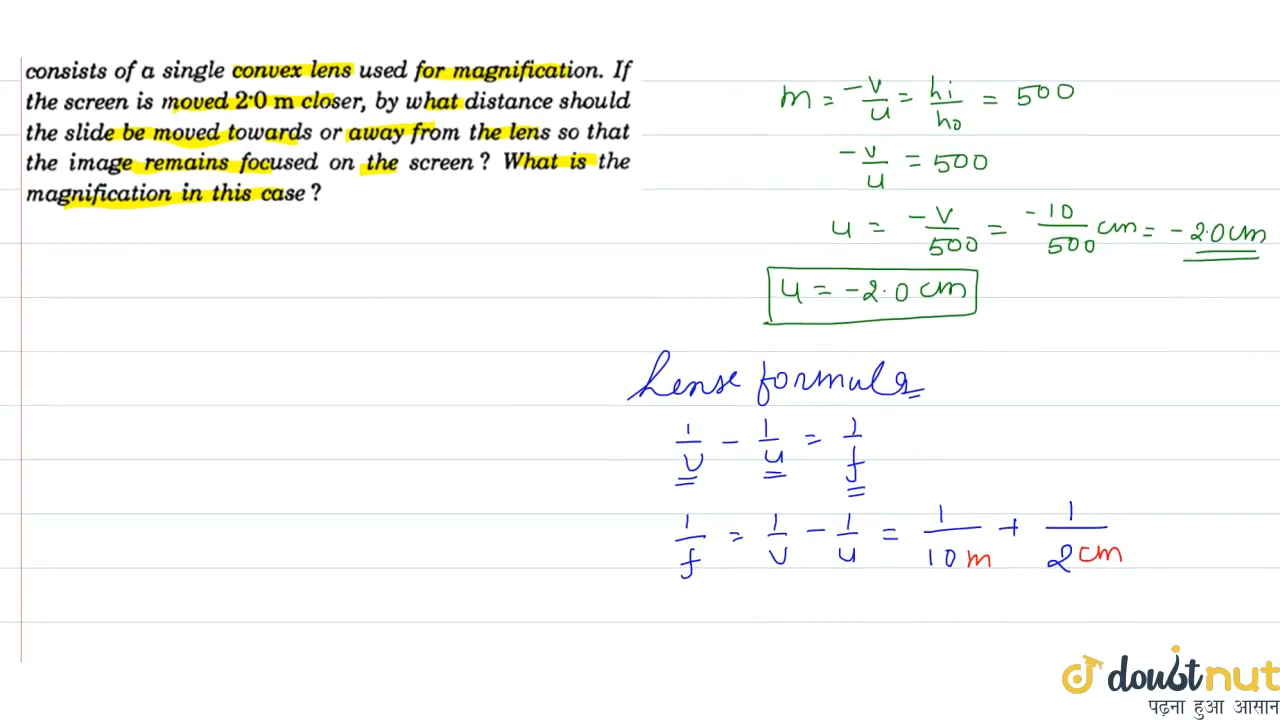 consists of a single convex lens used for magnification. If
the screen is moved 2·0 m closer, by what distance should
the slide be moved towards or away from the lens so that
the image remains focused on the screen ? What is the
magnification in this case ?
m = -v/u = hi/ho = 500
-v/u = 500
u = -v/500 = -10/500 cm = -2.0cm
u = -2.0 cm
Lense formula
1/v - 1/u = 1/f
1/f = 1/v - 1/u = 1/10m + 1/2cm
doubtnut
पढ़ना हुआ आसान